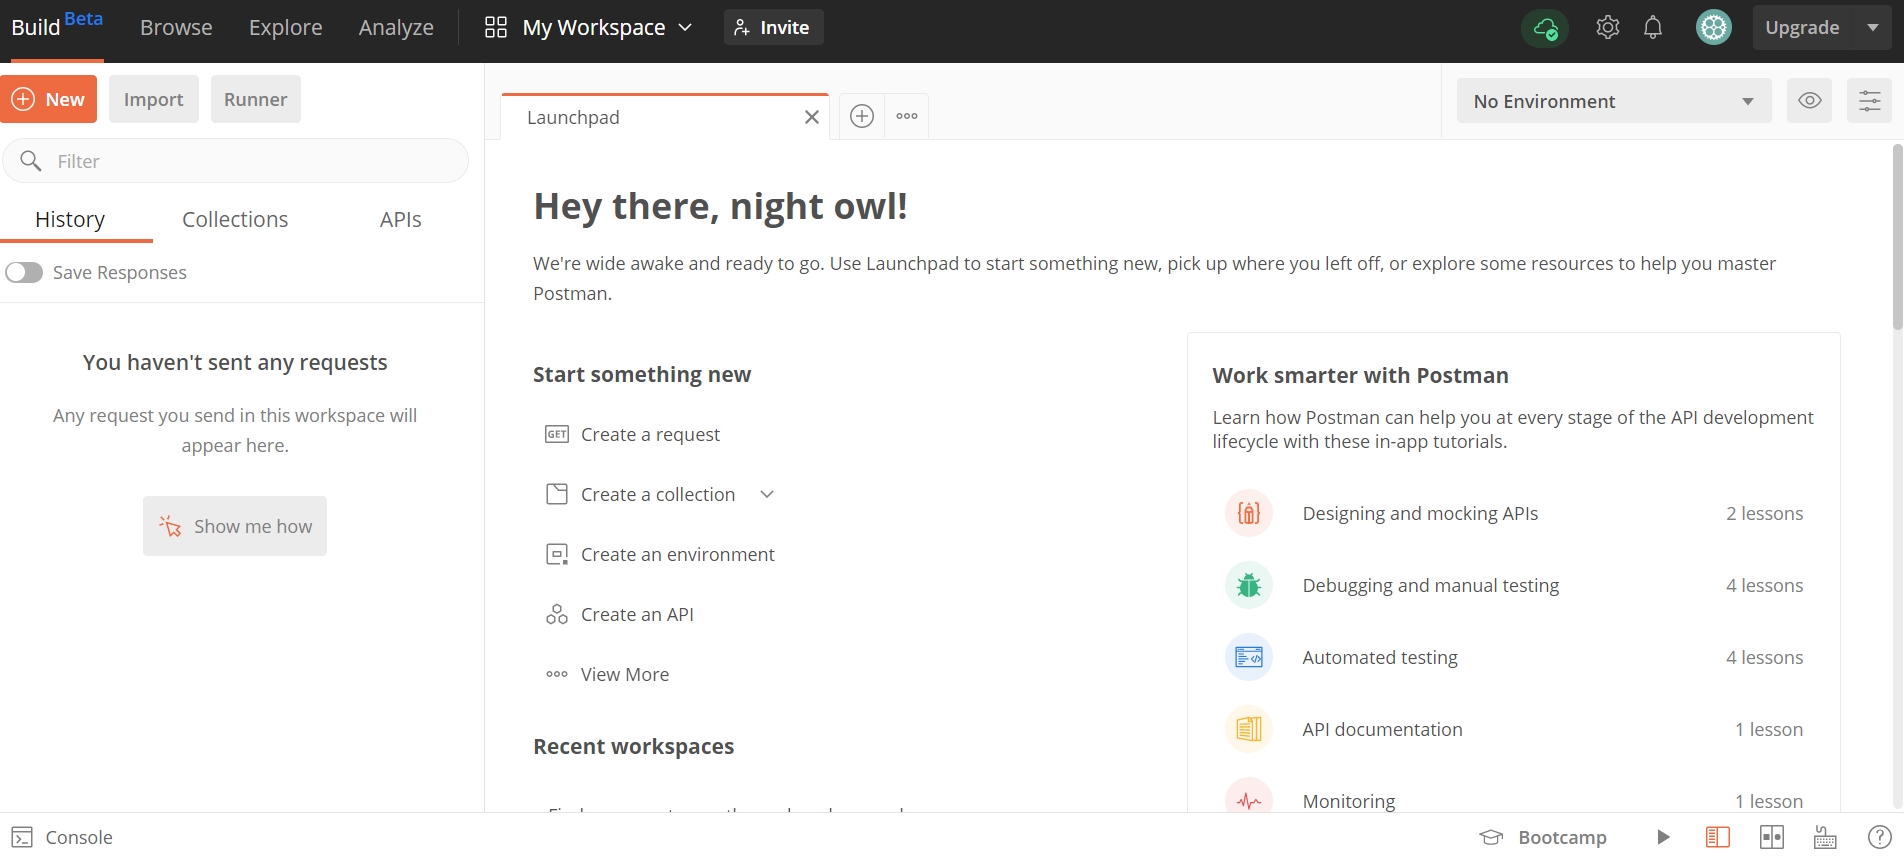 Build Beta Browse Explore Analyze My Workspace Invite Upgrade
New Import Runner
Filter
History Collections APIs
Save Responses
You haven't sent any requests
Any request you send in this workspace will
appear here.
Show me how
Launchpad
No Environment
Hey there, night owl!
We're wide awake and ready to go. Use Launchpad to start something new, pick up where you left off, or explore some resources to help you master
Postman.
Start something new
GET Create a request
Create a collection
Create an environment
Create an API
View More
Recent workspaces
Work smarter with Postman
Learn how Postman can help you at every stage of the API development
lifecycle with these in-app tutorials.
Designing and mocking APIs 2 lessons
Debugging and manual testing 4 lessons
Automated testing 4 lessons
API documentation 1 lesson
Monitoring 1 lesson
Console
Bootcamp